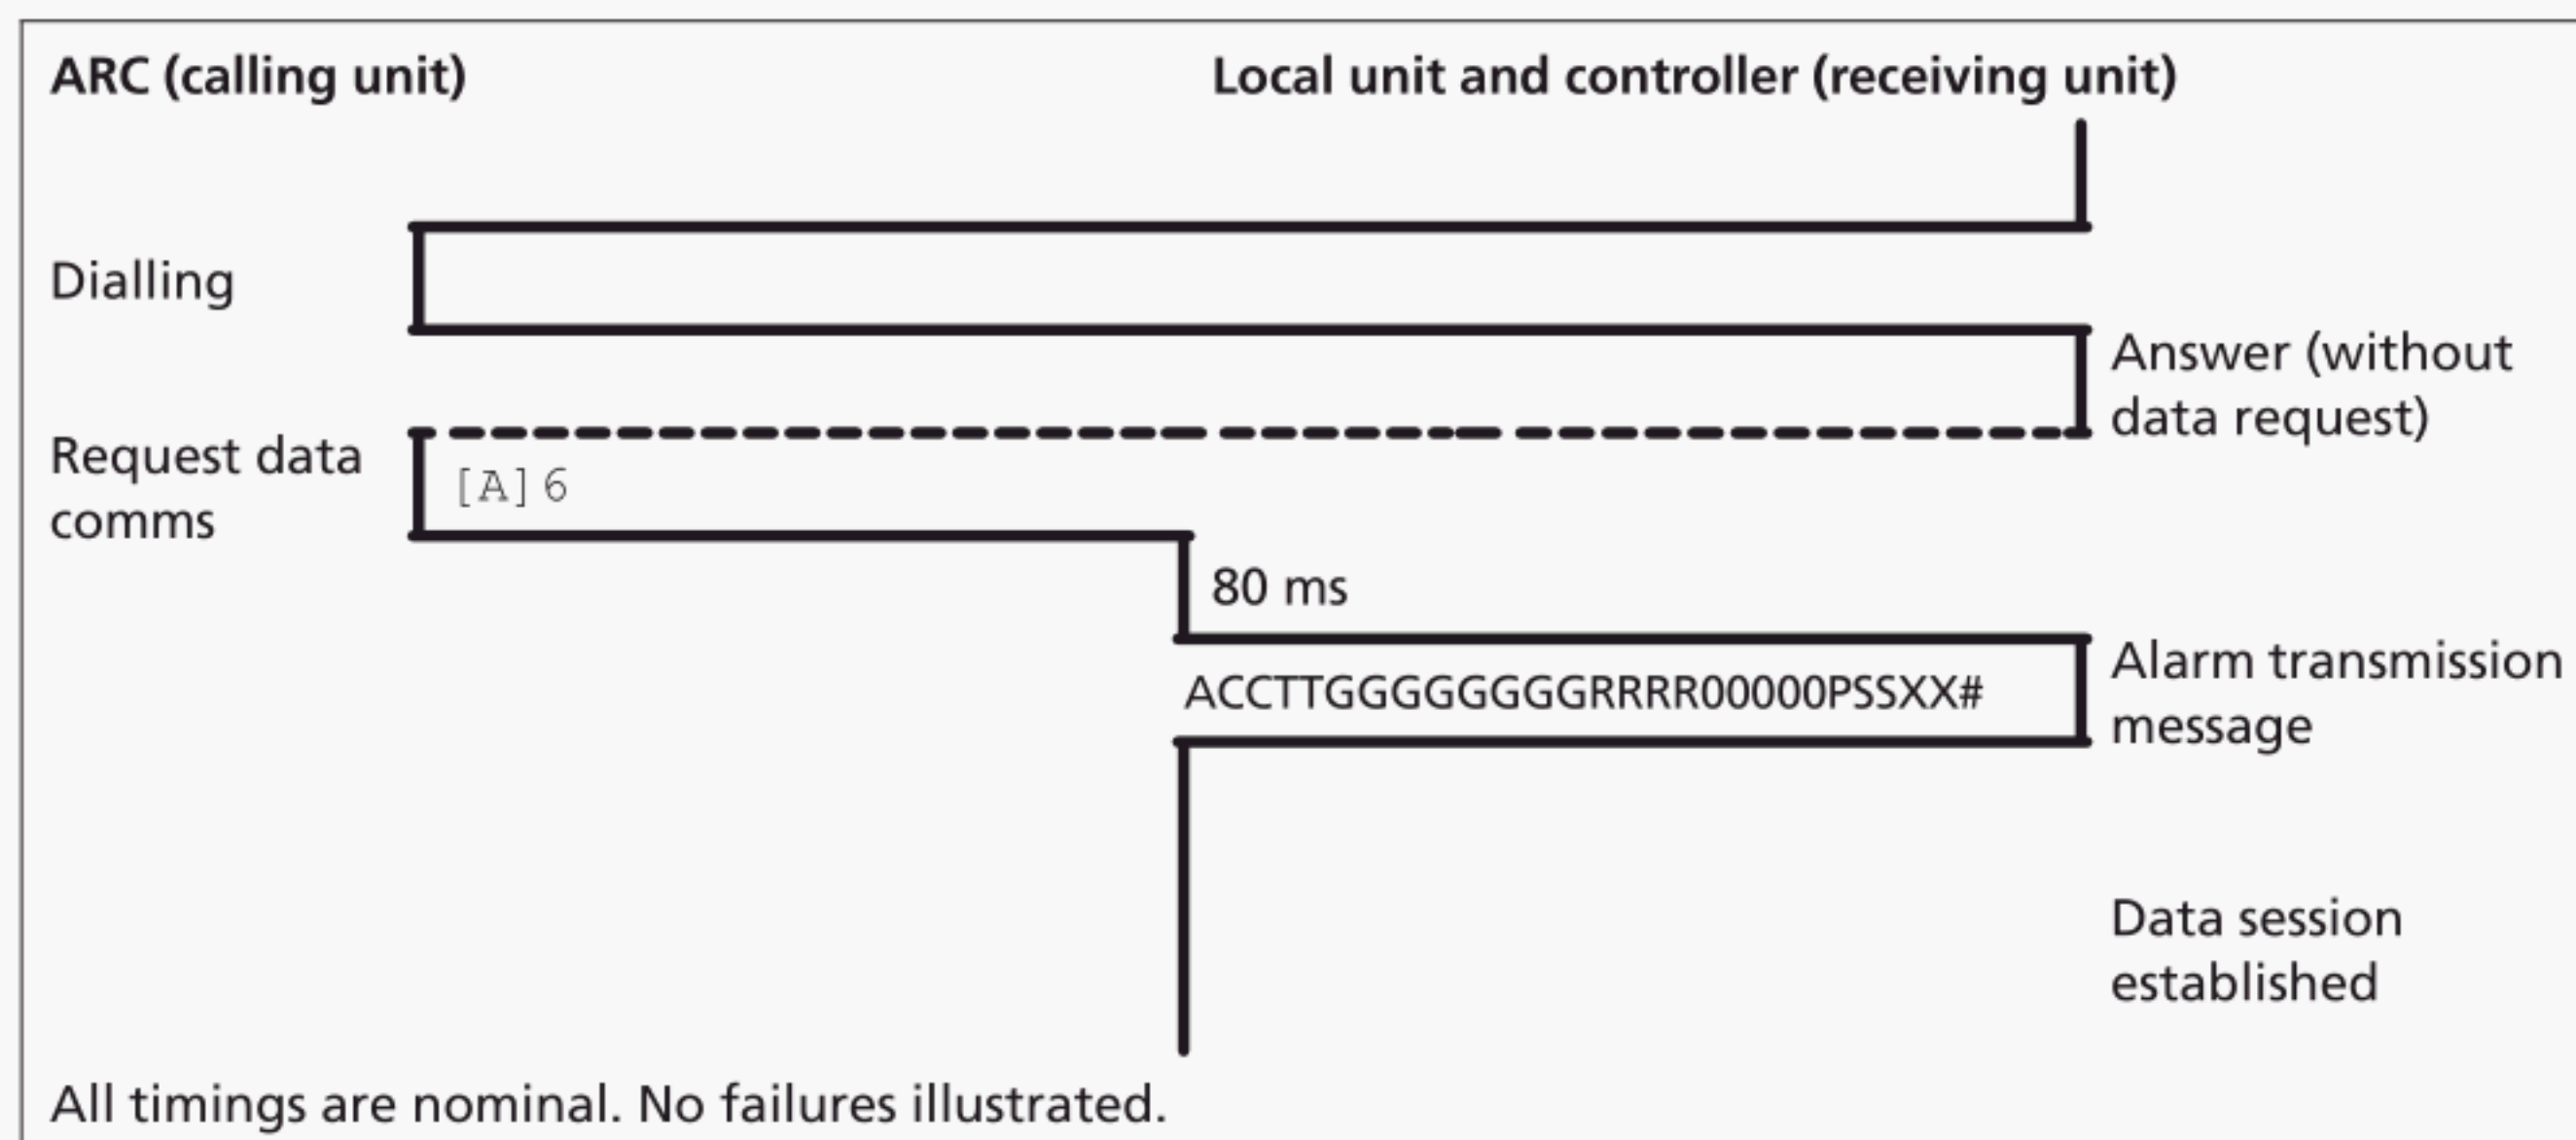 ARC (calling unit)
Local unit and controller (receiving unit)
Dialling
Answer (without
data request)
Request data
comms
[A]6
80 ms
ACCTTGGGGGGGGRRRR00000PSSXX#
Alarm transmission
message
Data session
established
All timings are nominal. No failures illustrated.